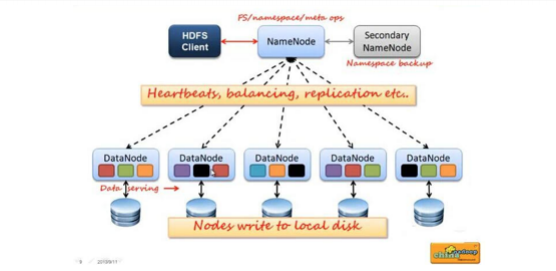 FS/namespace/meta ops
HDFS
Client
NameNode
Secondary
NameNode
Namespace backup
Heartbeats, balancing, replication etc..
DataNode
DataNode
DataNode
DataNode
DataNode
Data serving
Nodes write to local disk